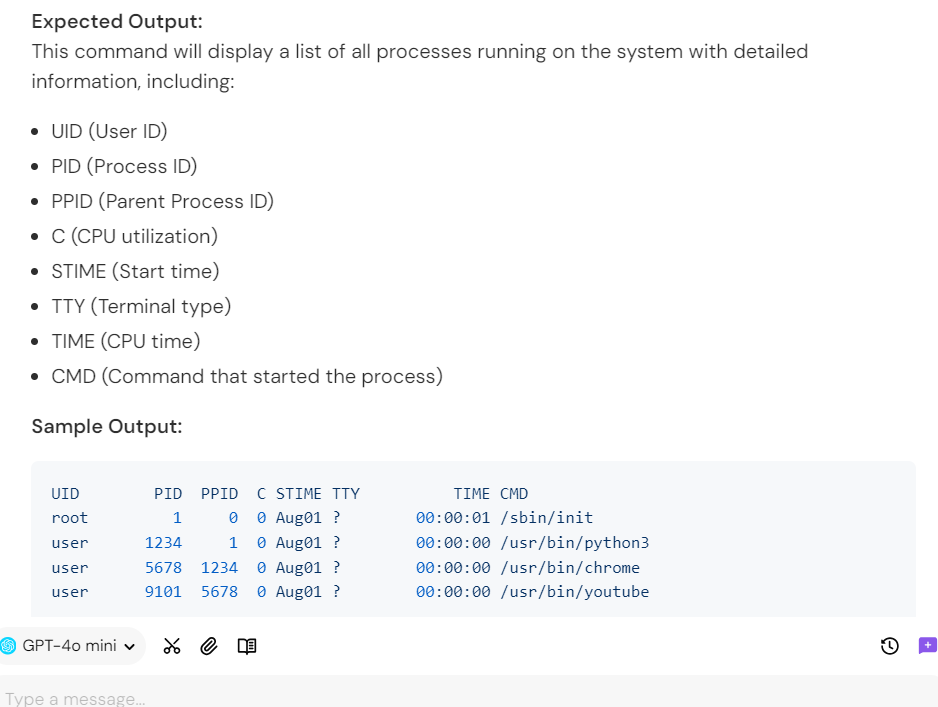 Expected Output:
This command will display a list of all processes running on the system with detailed
information, including:
UID (User ID)
PID (Process ID)
PPID (Parent Process ID)
C (CPU utilization)
STIME (Start time)
TTY (Terminal type)
TIME (CPU time)
CMD (Command that started the process)
Sample Output:
UID        PID  PPID  C STIME TTY          TIME CMD
root         1     0  0 Aug01 ?        00:00:01 /sbin/init
user      1234     1  0 Aug01 ?        00:00:00 /usr/bin/python3
user      5678  1234  0 Aug01 ?        00:00:00 /usr/bin/chrome
user      9101  5678  0 Aug01 ?        00:00:00 /usr/bin/youtube
GPT-4o mini
Type a message...